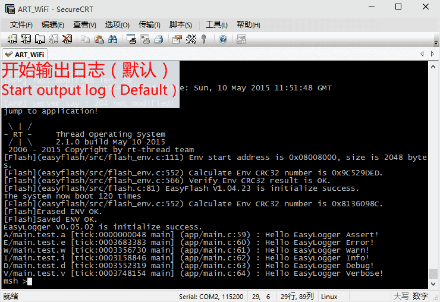 ART_WiFi - SecureCRT
文件(F) 编辑(E) 查看(V) 选项(O) 传输(T) 脚本(S) 工具(L) 帮助(H)
ART_WiFi
开始输出日志（默认）
Start output log（Default）
e: Sun, 10 May 2015 11:51:48 GMT
jump to application!
\ | /
- RT - Thread Operating System
/ | \ 2.1.0 build May 10 2015
2006 - 2015 Copyright by rt-thread team
[Flash](easyflash/src/flash_env.c:111) Env start address is 0x08008000, size is 2048 byte
s.
[Flash](easyflash/src/flash_env.c:552) Calculate Env CRC32 number is 0x9C529DED.
[Flash](easyflash/src/flash_env.c:566) Verify Env CRC32 result is OK.
[Flash](easyflash/src/flash.c:81) EasyFlash V1.04.23 is initialize success.
The system now boot 120 times
[Flash](easyflash/src/flash_env.c:552) Calculate Env CRC32 number is 0x8136098C.
[Flash]Erased ENV OK.
[Flash]Saved ENV OK.
EasyLogger v0.05.02 is initialize success.
A/main.test.a [tick:0000000048 main] (app/main.c:59) : Hello EasyLogger Assert!
E/main.test.e [tick:0003683383 main] (app/main.c:60) : Hello EasyLogger Error!
W/main.test.w [tick:0003356730 main] (app/main.c:61) : Hello EasyLogger Warn!
I/main.test.i [tick:0003158846 main] (app/main.c:62) : Hello EasyLogger Info!
D/main.test.d [tick:0003552319 main] (app/main.c:63) : Hello EasyLogger Debug!
V/main.test.v [tick:0003748154 main] (app/main.c:64) : Hello EasyLogger Verbose!
msh >
就绪 Serial: COM2, 115200 29, 6 29行, 89列 Linux 大写 数字